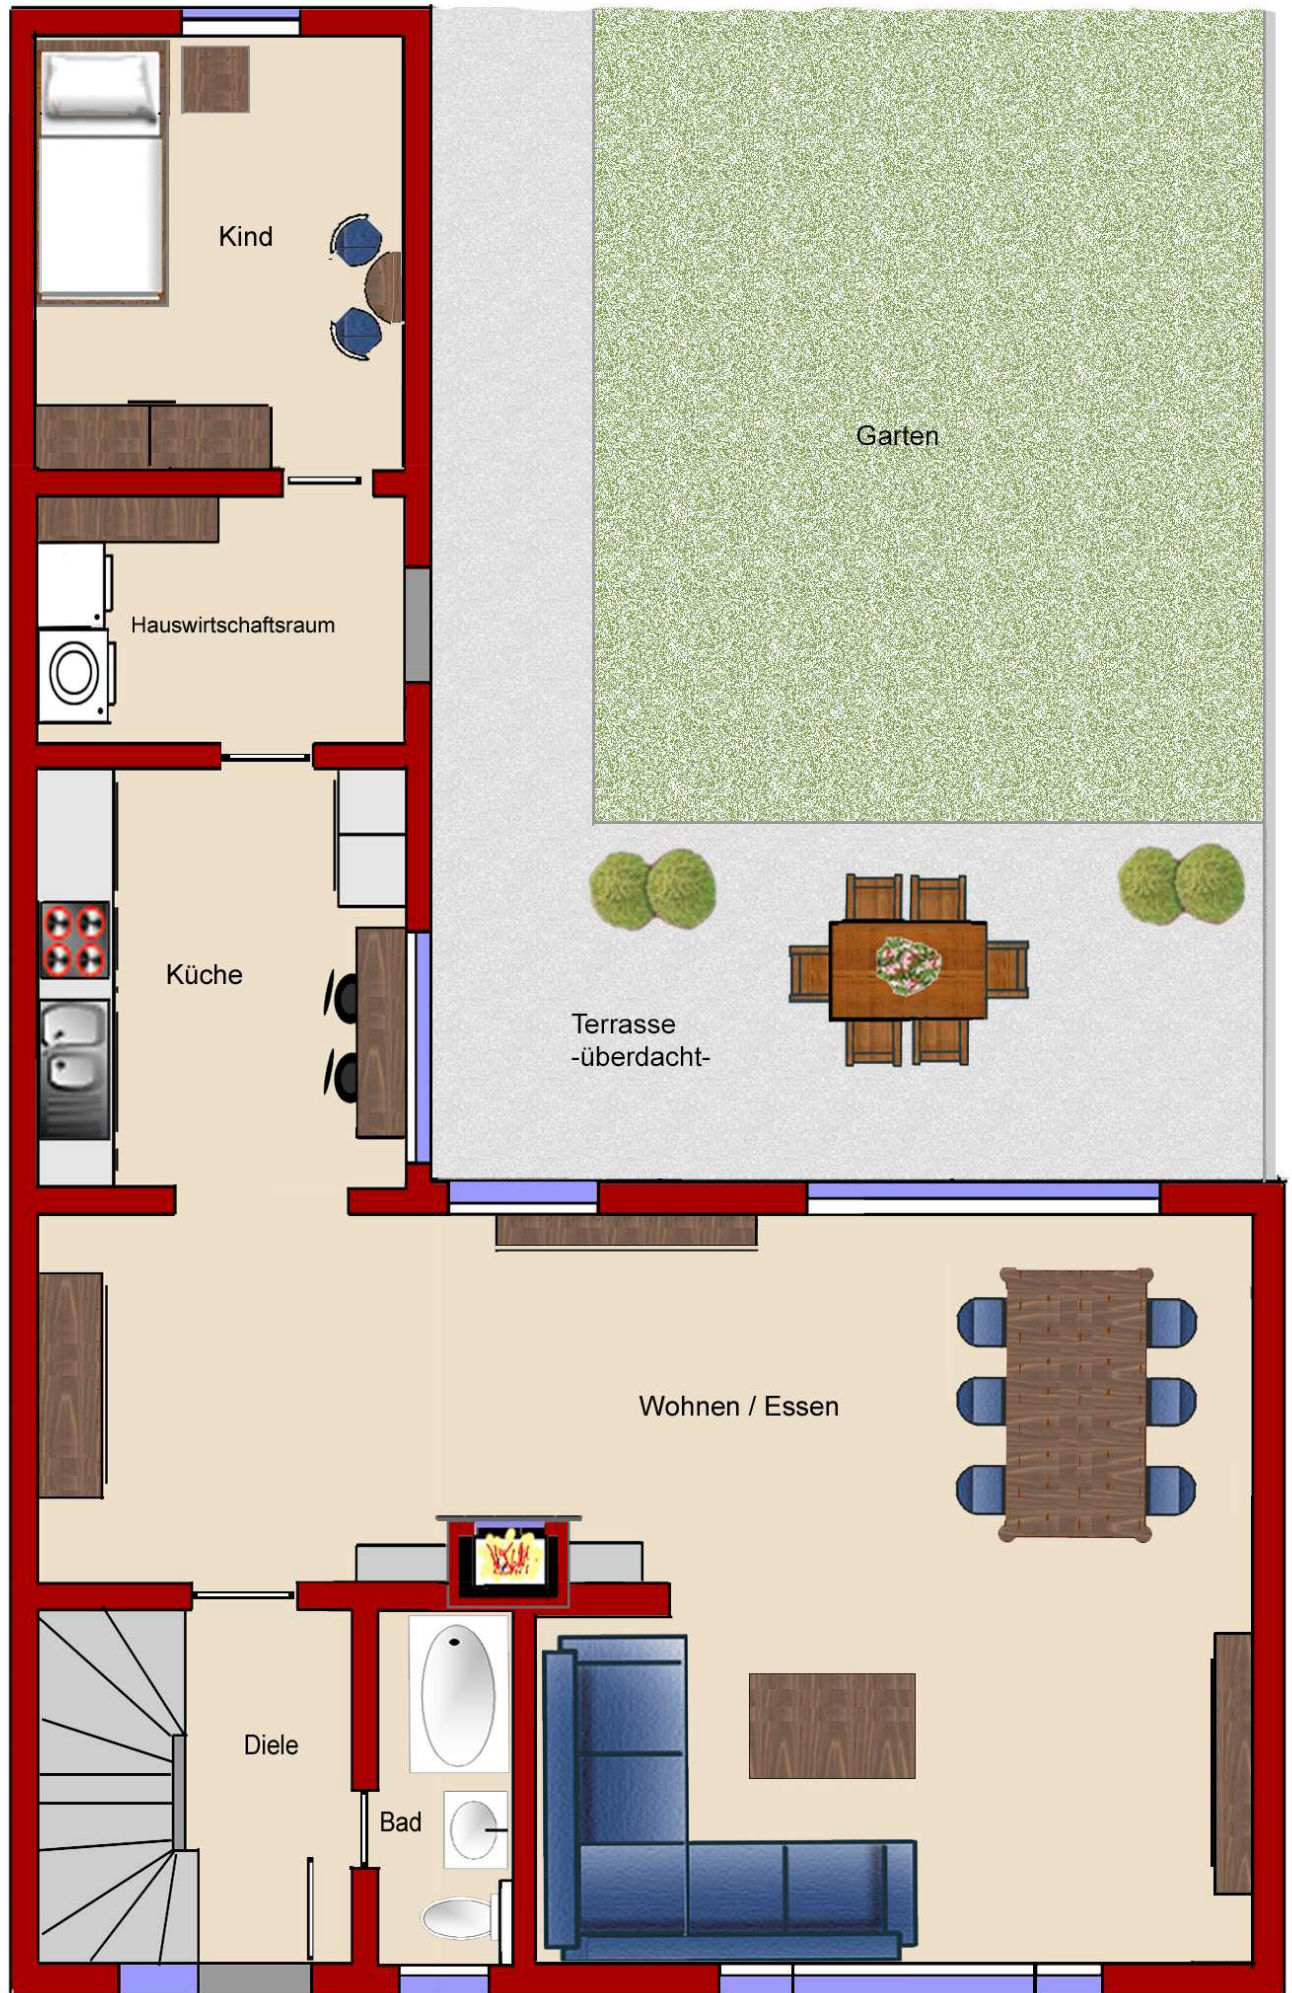 Kind
Garten
Hauswirtschaftsraum
Küche
Terrasse
-überdacht-
Wohnen / Essen
Diele
Bad